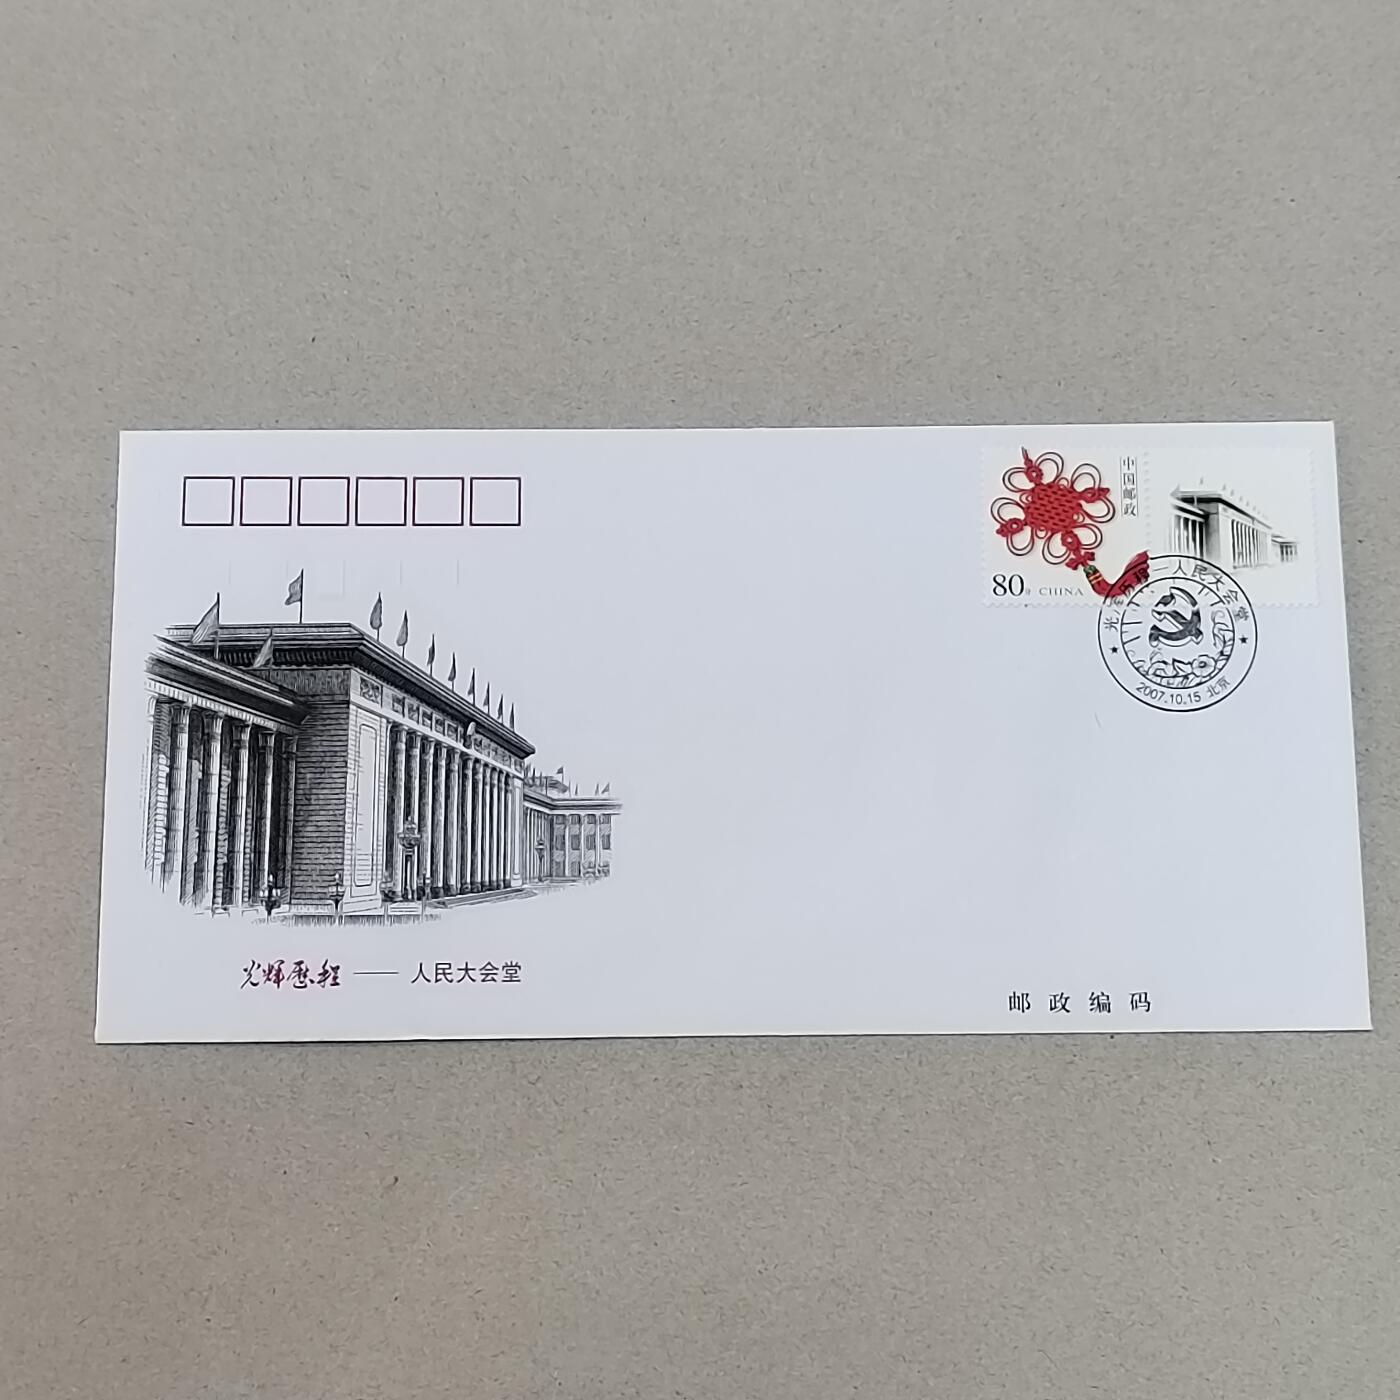 中国邮政
80分 CHINA
光辉历程—人民大会堂
2007.10.15 北京
光辉历程 —— 人民大会堂
邮政编码